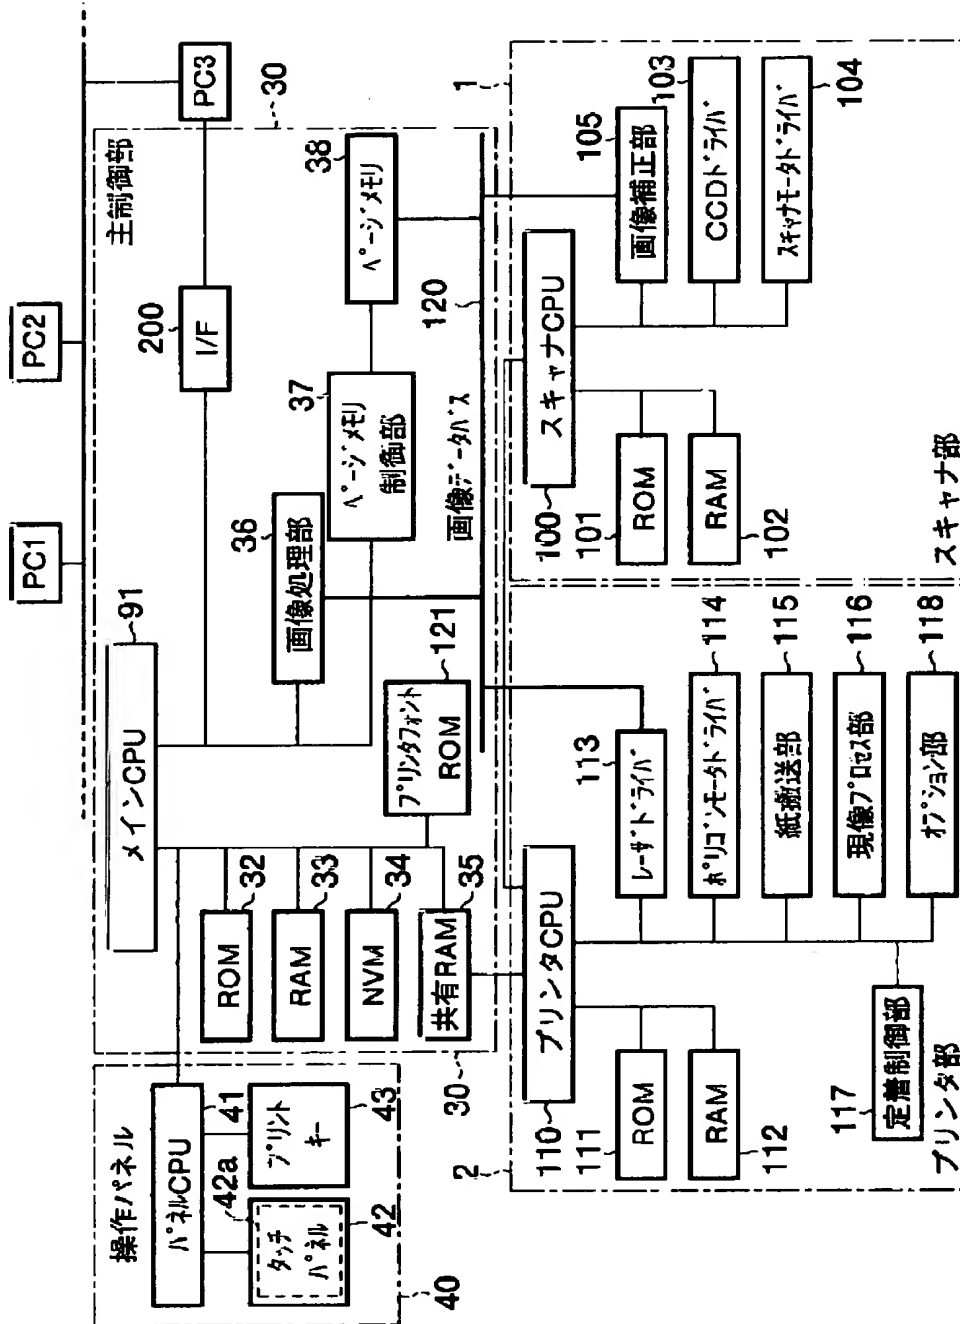 PC1
PC2
PC3
操作パネル
パネルCPU
41
42a
タッチ
パネル
42
プリント
キー
43
40
主制御部
30
メインCPU
91
ROM
32
RAM
33
NVM
34
共有RAM
35
30
プリンタフォント
ROM
121
画像処理部
36
ページメモリ
制御部
37
ページメモリ
38
I/F
200
画像データバス
120
2
プリンタCPU
110
ROM
111
RAM
112
レーザドライバ
113
ポリゴンモータドライバ
114
紙搬送部
115
現像プロセス部
116
オプション部
118
定着制御部
117
プリンタ部
1
スキャナCPU
100
ROM
101
RAM
102
画像補正部
105
CCDドライバ
103
スキャナモータドライバ
104
スキャナ部